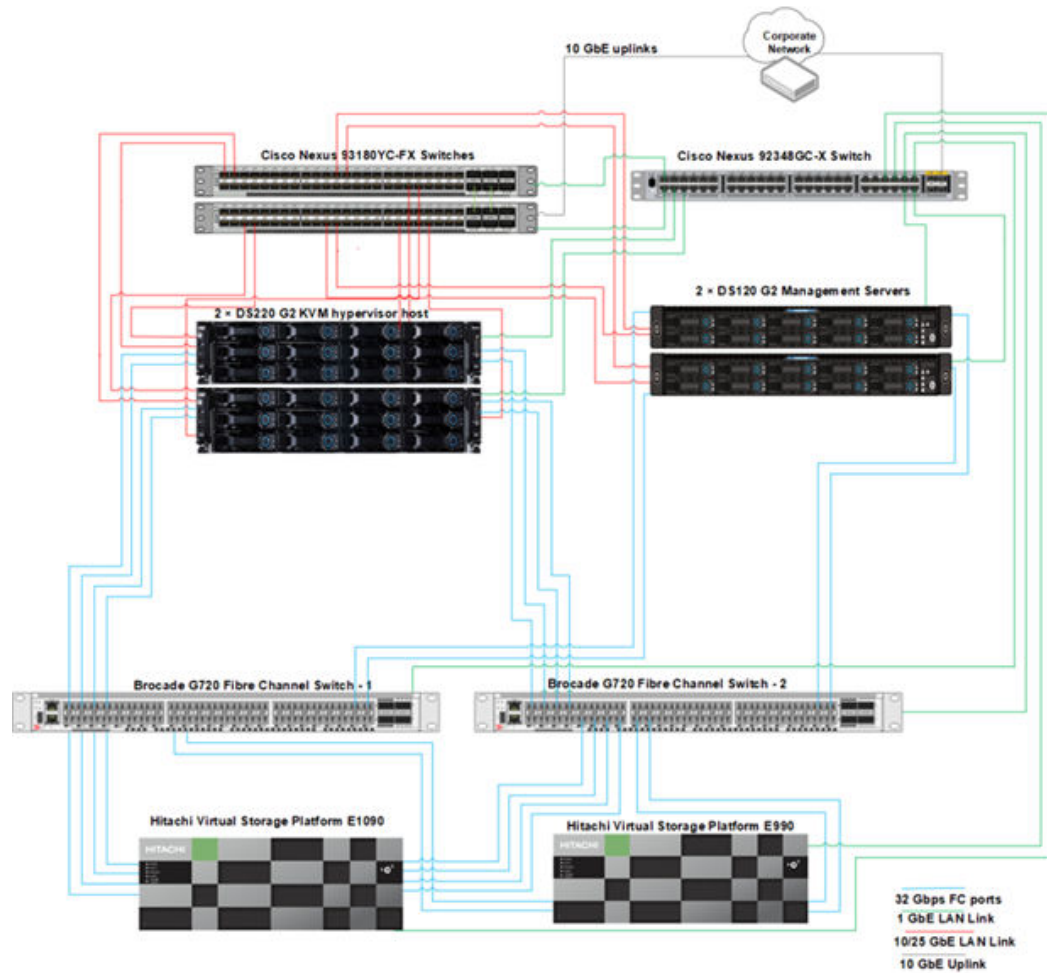 Corporate
Network
10 GbE uplinks
Cisco Nexus 93180YC-FX Switches
Cisco Nexus 92348GC-X Switch
2 × DS220 G2 KVM hypervisor host
2 × DS120 G2 Management Servers
Brocade G720 Fibre Channel Switch - 1
Brocade G720 Fibre Channel Switch - 2
Hitachi Virtual Storage Platform E1090
Hitachi Virtual Storage Platform E990
HITACHI
HITACHI
32 Gbps FC ports
1 GbE LAN Link
10/25 GbE LAN Link
10 GbE Uplink